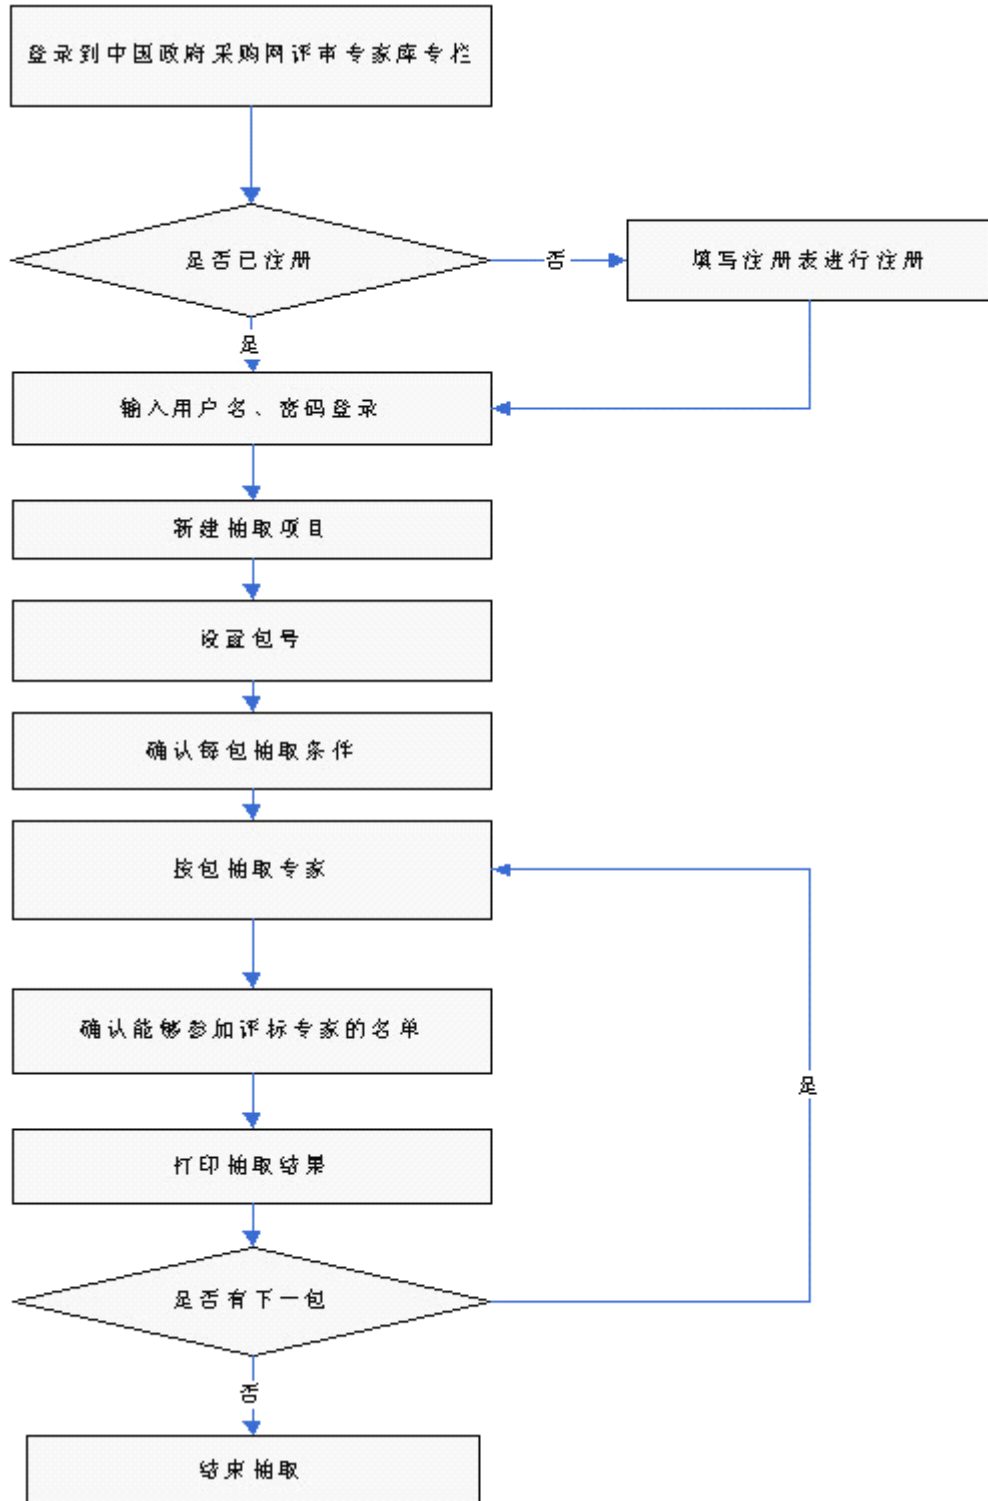 登录到中国政府采购网评审专家库专栏
是否已注册
否
填写注册表进行注册
是
输入用户名、密码登录
新建抽取项目
设置包号
确认每包抽取条件
按包抽取专家
确认能够参加评标专家的名单
是
打印抽取结果
是否有下一包
否
结束抽取